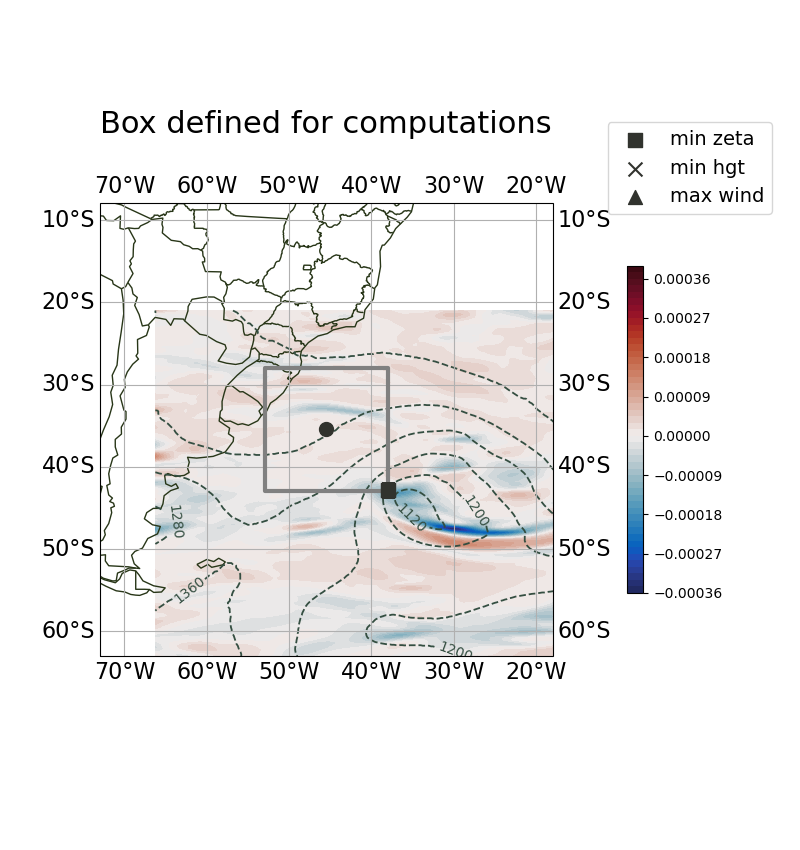 Box defined for computations
min zeta
min hgt
max wind
70°W 60°W 50°W 40°W 30°W 20°W
10°S 10°S
20°S 20°S
30°S 30°S
40°S 40°S
50°S 50°S
60°S 60°S
70°W 60°W 50°W 40°W 30°W 20°W
1280
1120
1200
1360
1200
0.00036
0.00027
0.00018
0.00009
0.00000
−0.00009
−0.00018
−0.00027
−0.00036